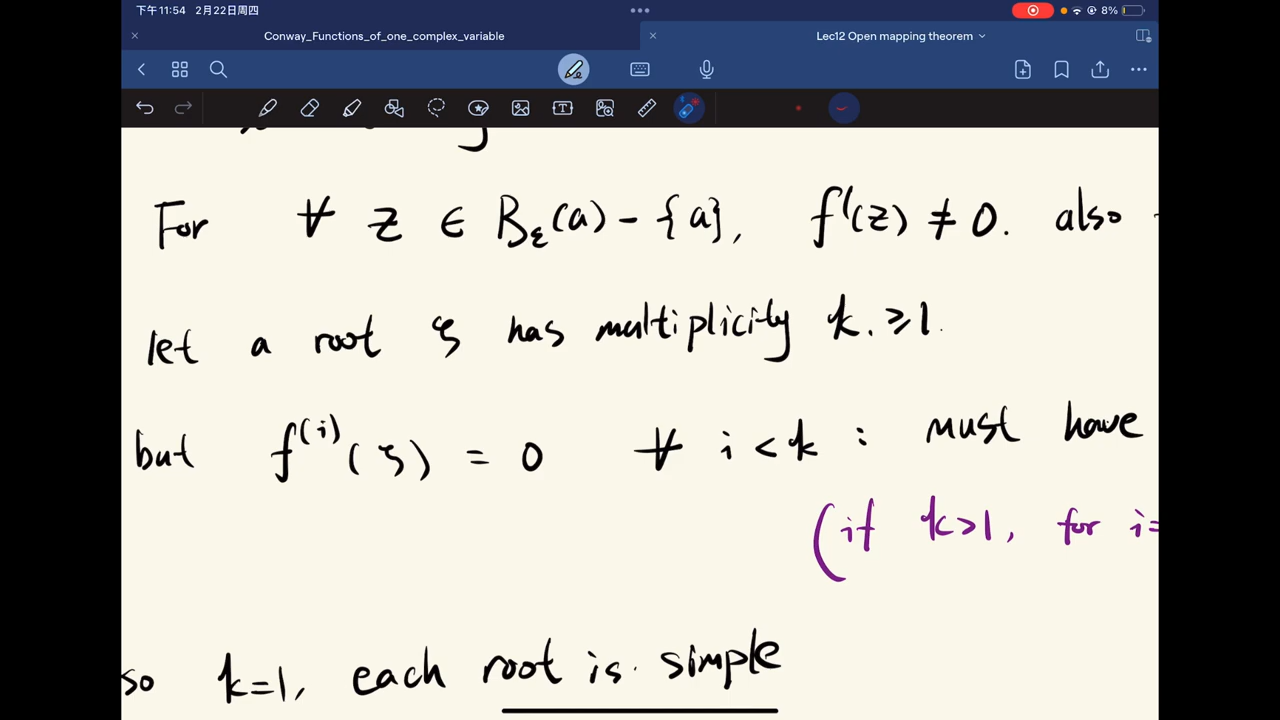 下午11:54 2月22日周四
8%
Conway_Functions_of_one_complex_variable
Lec12 Open mapping theorem
For ∀ z ∈ B_ε(a) - {a}, f'(z) ≠ 0. also
let a root ζ has multiplicity k. ≥1.
but f^(i)(ζ) = 0 ∀ i < k : must have
(if k>1, for i=
so k=1, each root is simple